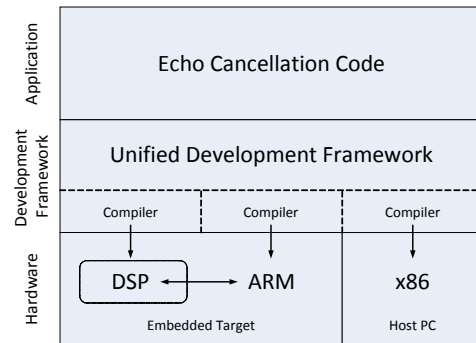 Application
Echo Cancellation Code
Development
Framework
Unified Development Framework
Compiler
Compiler
Compiler
Hardware
DSP
ARM
x86
Embedded Target
Host PC